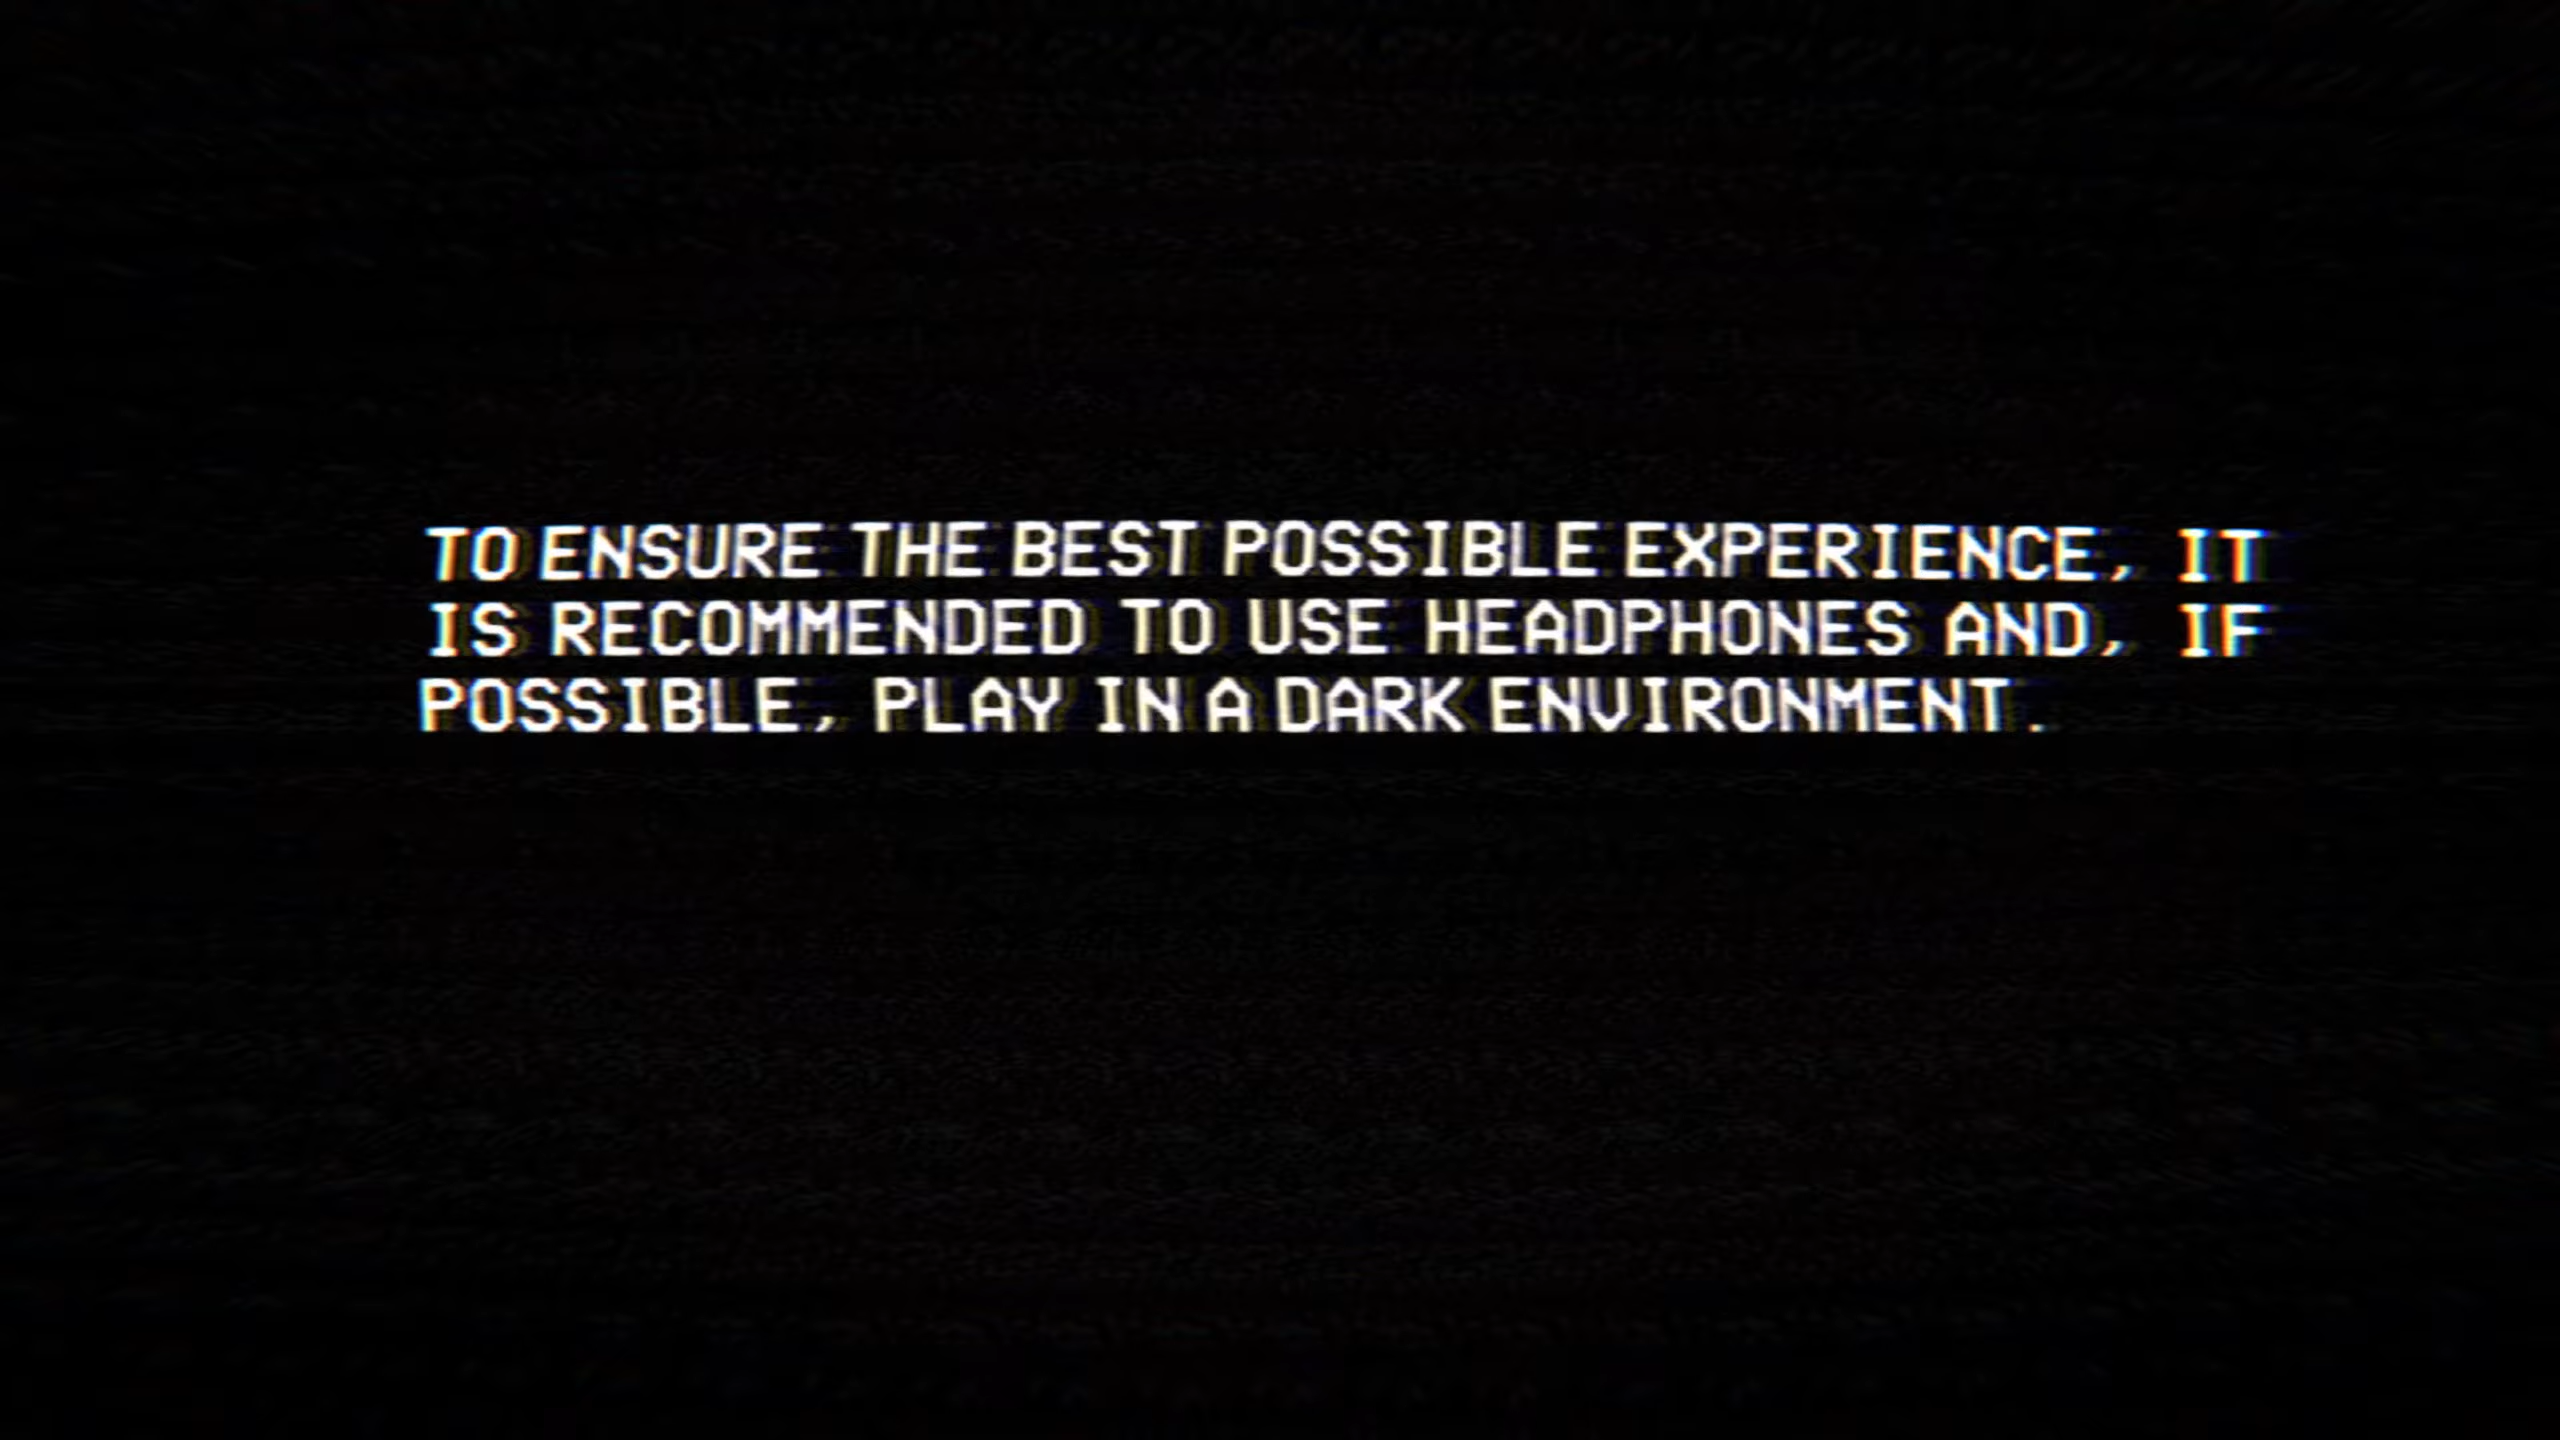 TO ENSURE THE BEST POSSIBLE EXPERIENCE, IT
IS RECOMMENDED TO USE HEADPHONES AND, IF
POSSIBLE, PLAY IN A DARK ENVIRONMENT.